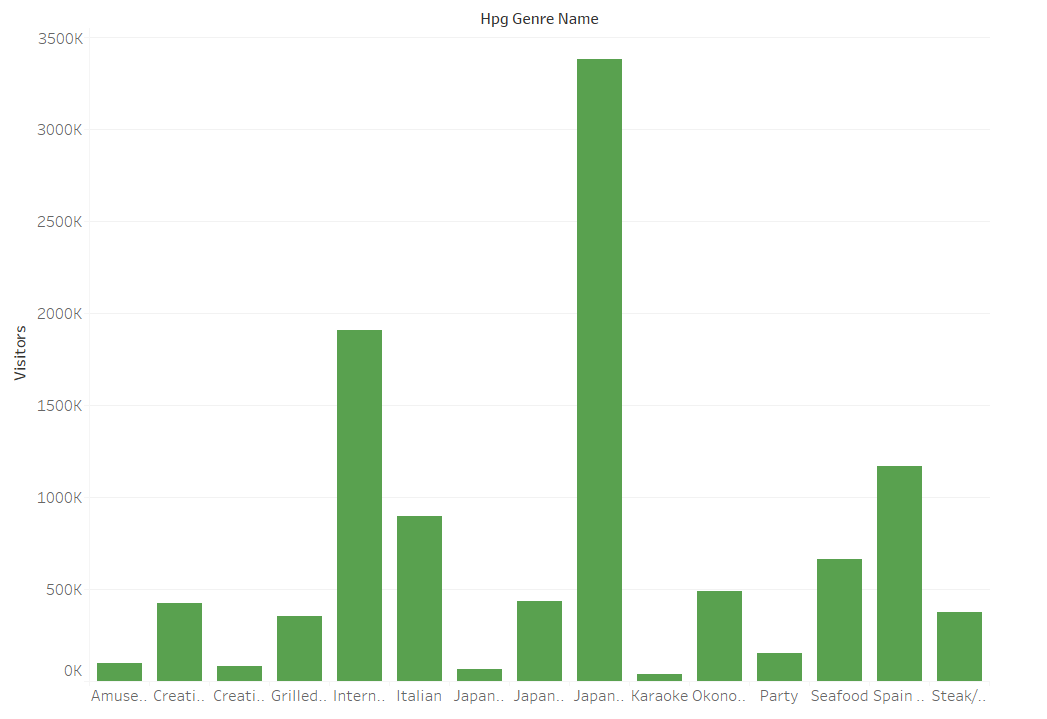 Hpg Genre Name
3500K
3000K
2500K
2000K
1500K
1000K
500K
0K
Visitors
Amuse.. Creati.. Creati.. Grilled.. Intern.. Italian Japan.. Japan.. Japan.. Karaoke Okono.. Party Seafood Spain .. Steak/..